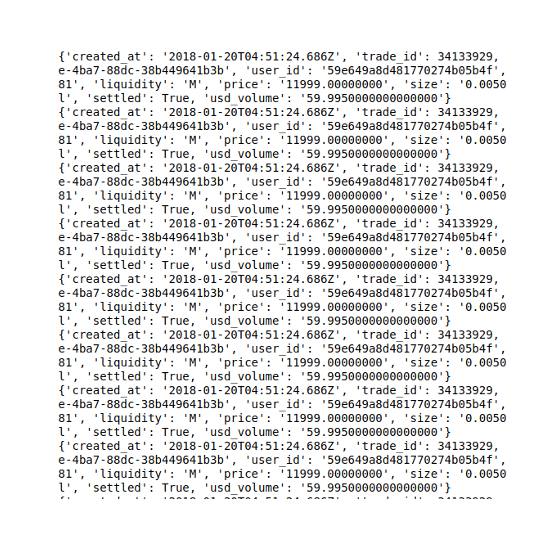 {'created_at': '2018-01-20T04:51:24.686Z', 'trade_id': 34133929,
e-4ba7-88dc-38b449641b3b', 'user_id': '59e649a8d481770274b05b4f',
81', 'liquidity': 'M', 'price': '11999.00000000', 'size': '0.0050
l', 'settled': True, 'usd_volume': '59.9950000000000000'}
{'created_at': '2018-01-20T04:51:24.686Z', 'trade_id': 34133929,
e-4ba7-88dc-38b449641b3b', 'user_id': '59e649a8d481770274b05b4f',
81', 'liquidity': 'M', 'price': '11999.00000000', 'size': '0.0050
l', 'settled': True, 'usd_volume': '59.9950000000000000'}
{'created_at': '2018-01-20T04:51:24.686Z', 'trade_id': 34133929,
e-4ba7-88dc-38b449641b3b', 'user_id': '59e649a8d481770274b05b4f',
81', 'liquidity': 'M', 'price': '11999.00000000', 'size': '0.0050
l', 'settled': True, 'usd_volume': '59.9950000000000000'}
{'created_at': '2018-01-20T04:51:24.686Z', 'trade_id': 34133929,
e-4ba7-88dc-38b449641b3b', 'user_id': '59e649a8d481770274b05b4f',
81', 'liquidity': 'M', 'price': '11999.00000000', 'size': '0.0050
l', 'settled': True, 'usd_volume': '59.9950000000000000'}
{'created_at': '2018-01-20T04:51:24.686Z', 'trade_id': 34133929,
e-4ba7-88dc-38b449641b3b', 'user_id': '59e649a8d481770274b05b4f',
81', 'liquidity': 'M', 'price': '11999.00000000', 'size': '0.0050
l', 'settled': True, 'usd_volume': '59.9950000000000000'}
{'created_at': '2018-01-20T04:51:24.686Z', 'trade_id': 34133929,
e-4ba7-88dc-38b449641b3b', 'user_id': '59e649a8d481770274b05b4f',
81', 'liquidity': 'M', 'price': '11999.00000000', 'size': '0.0050
l', 'settled': True, 'usd_volume': '59.9950000000000000'}
{'created_at': '2018-01-20T04:51:24.686Z', 'trade_id': 34133929,
e-4ba7-88dc-38b449641b3b', 'user_id': '59e649a8d481770274b05b4f',
81', 'liquidity': 'M', 'price': '11999.00000000', 'size': '0.0050
l', 'settled': True, 'usd_volume': '59.9950000000000000'}
{'created_at': '2018-01-20T04:51:24.686Z', 'trade_id': 34133929,
e-4ba7-88dc-38b449641b3b', 'user_id': '59e649a8d481770274b05b4f',
81', 'liquidity': 'M', 'price': '11999.00000000', 'size': '0.0050
l', 'settled': True, 'usd_volume': '59.9950000000000000'}